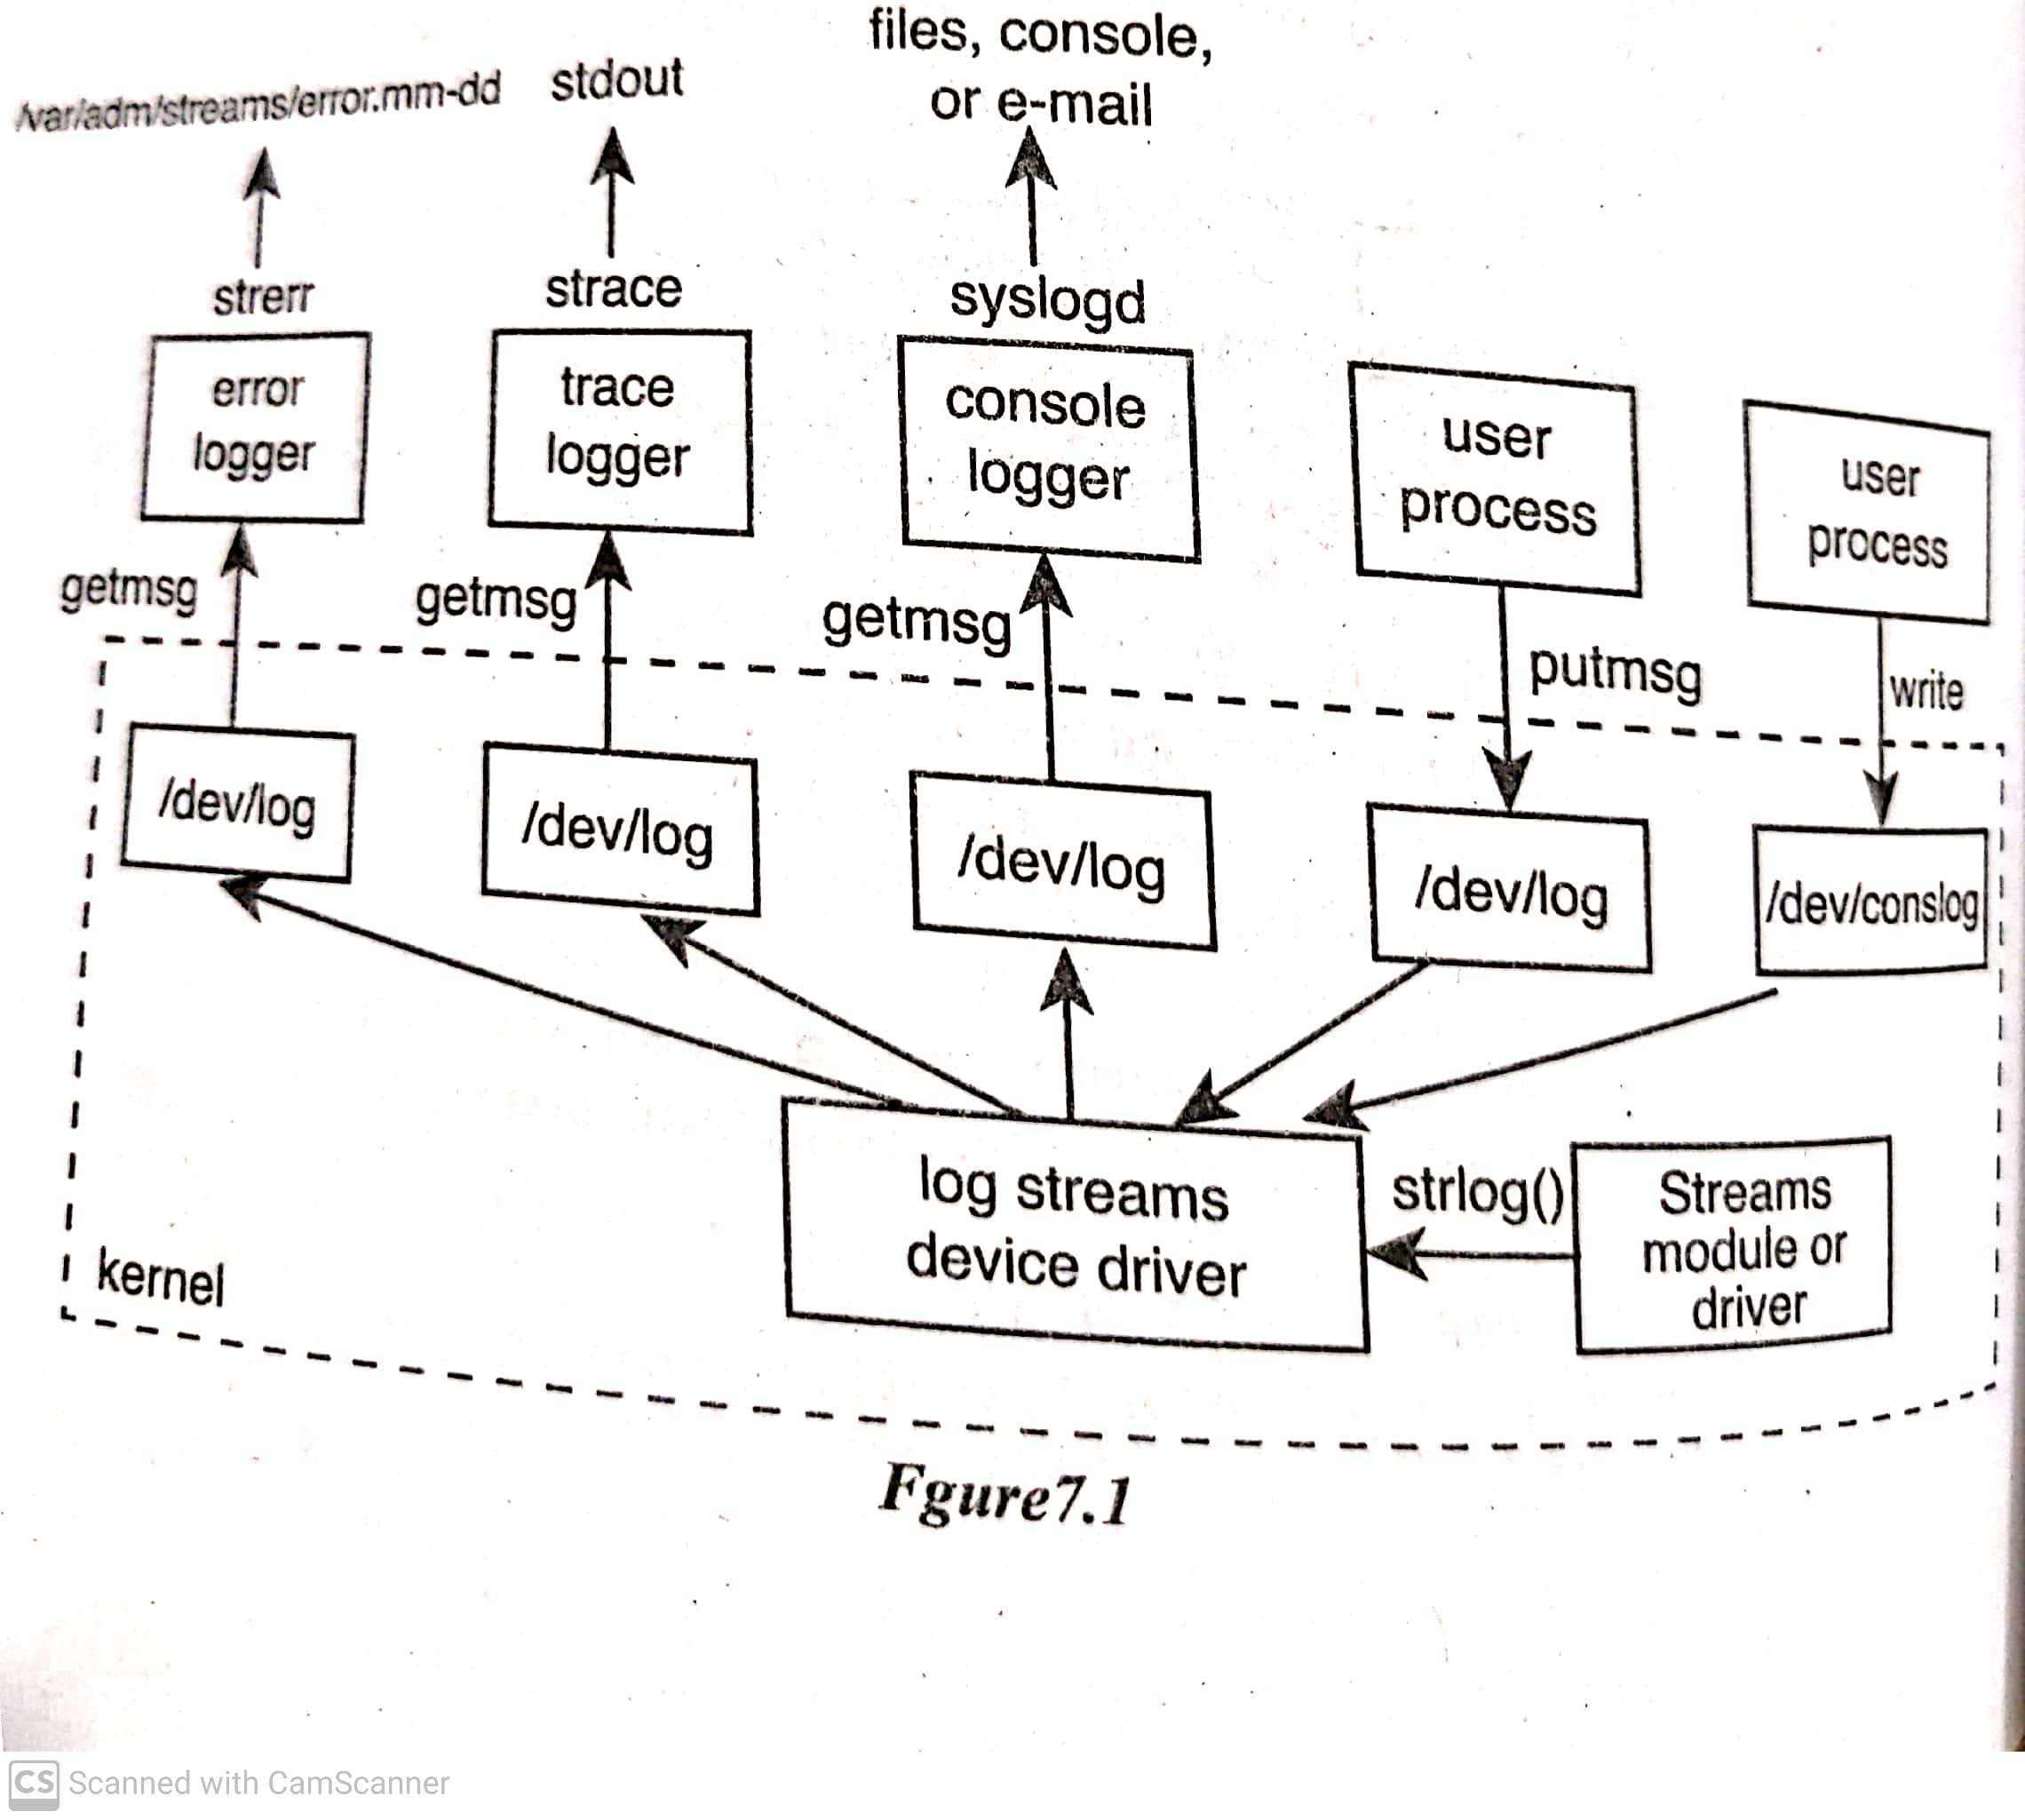 files, console,
or e-mail
/var/adm/streams/error.mm-dd
stdout
strerr
strace
syslogd
error
logger
trace
logger
console
logger
user
process
user
process
getmsg
getmsg
getmsg
putmsg
write
/dev/log
/dev/log
/dev/log
/dev/log
/dev/conslog
log streams
device driver
strlog()
Streams
module or
driver
kernel
Fgure7.1
CS Scanned with CamScanner